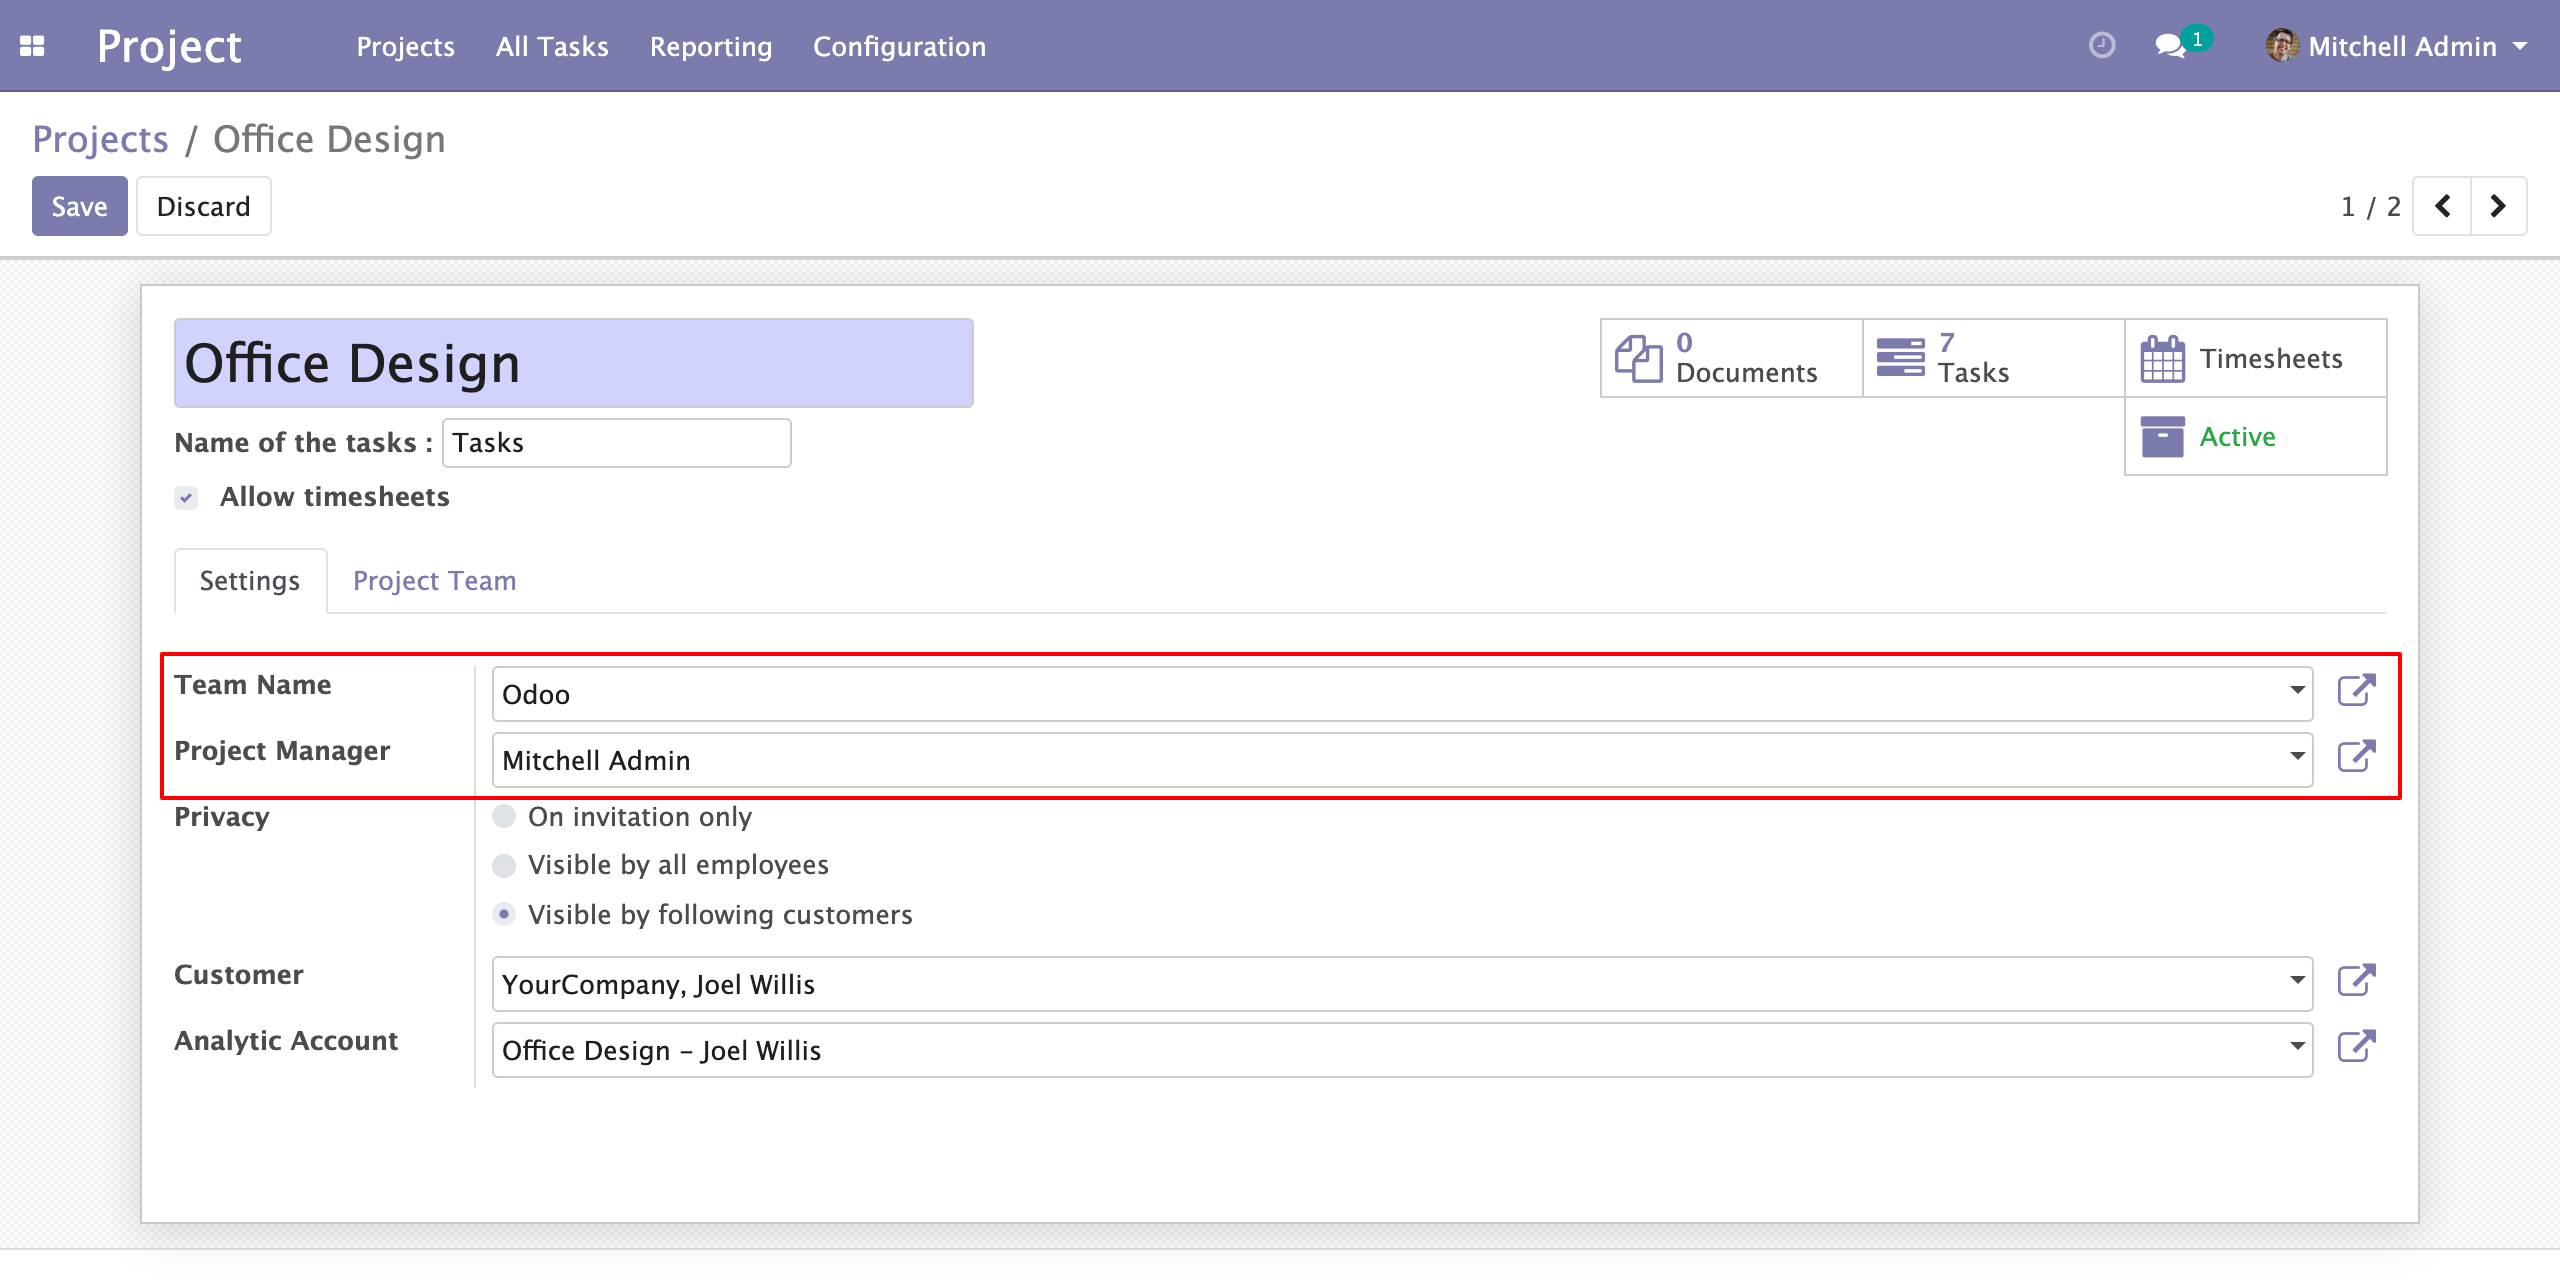 Project Projects All Tasks Reporting Configuration 1 Mitchell Admin
Projects / Office Design
Save Discard 1 / 2
Office Design
0 Documents
7 Tasks
Timesheets
Active
Name of the tasks : Tasks
Allow timesheets
Settings Project Team
Team Name Odoo
Project Manager Mitchell Admin
Privacy On invitation only
Visible by all employees
Visible by following customers
Customer YourCompany, Joel Willis
Analytic Account Office Design – Joel Willis